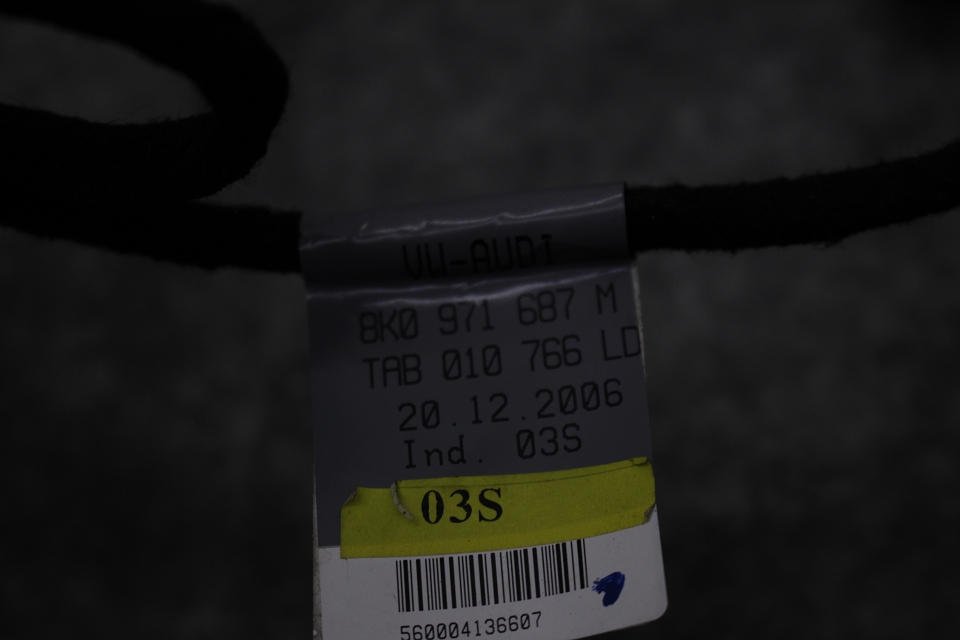 VW-AUDI
8K0 971 687 M
TAB 010 766 LD
20.12.2006
Ind. 03S
03S
560004136607